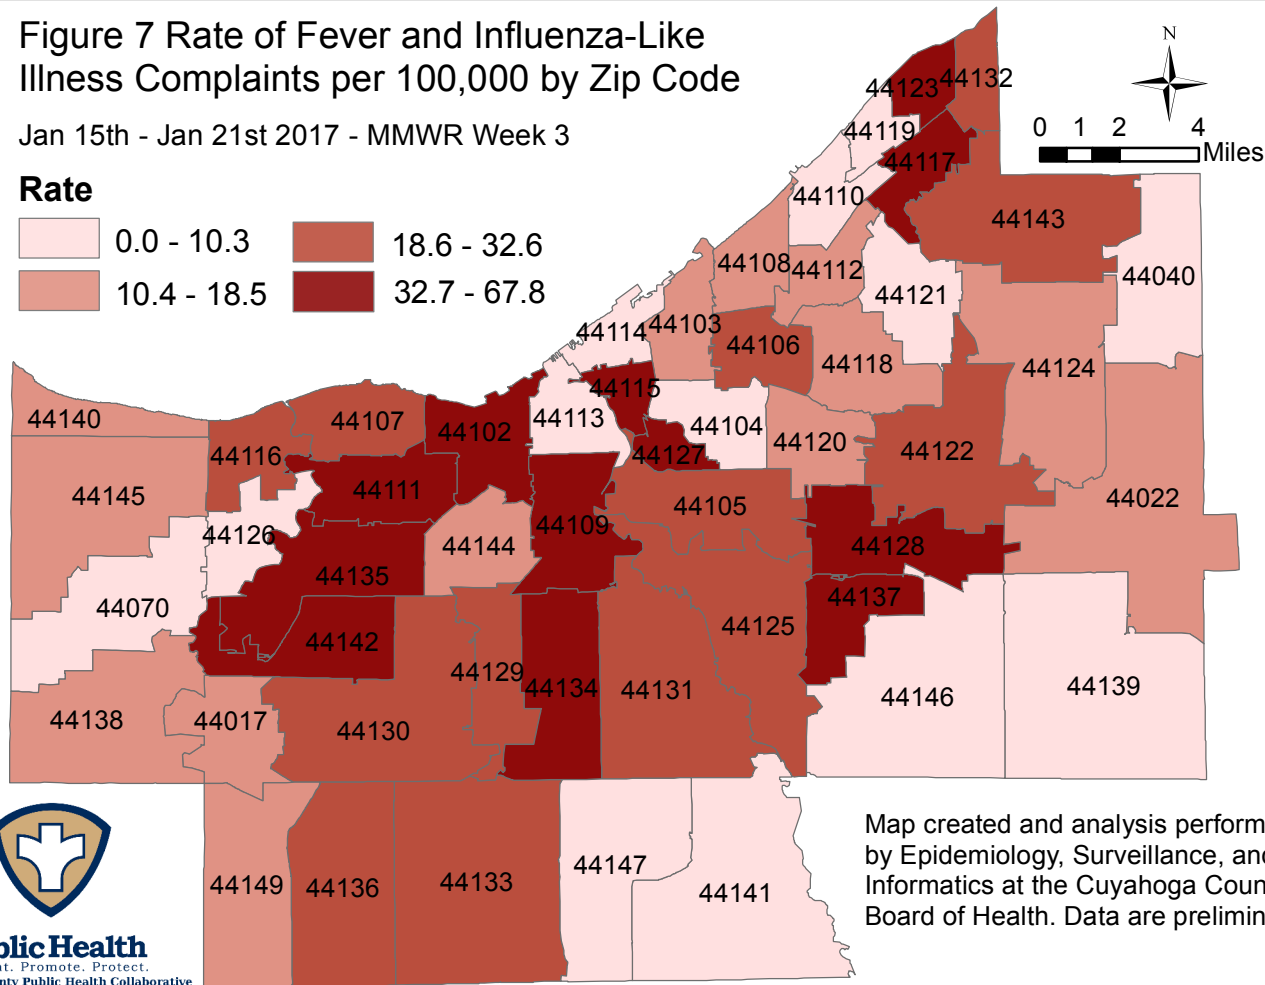 Figure 7 Rate of Fever and Influenza-Like
Illness Complaints per 100,000 by Zip Code
Jan 15th - Jan 21st 2017 - MMWR Week 3
Rate
0.0 - 10.3
18.6 - 32.6
10.4 - 18.5
32.7 - 67.8
N
0 1 2 4
Miles
44123
44132
44119
44117
44110
44143
44108
44112
44040
44121
44114
44103
44106
44118
44124
44115
44140
44107
44102
44113
44104
44116
44127
44120
44122
44111
44145
44105
44022
44109
44126
44144
44128
44135
44070
44137
44142
44125
44129
44134
44131
44139
44146
44138
44017
44130
44147
44149
44136
44133
44141
Map created and analysis perform
by Epidemiology, Surveillance, and
Informatics at the Cuyahoga Coun
Board of Health. Data are prelimin
blic Health
nt. Promote. Protect.
nty Public Health Collaborative